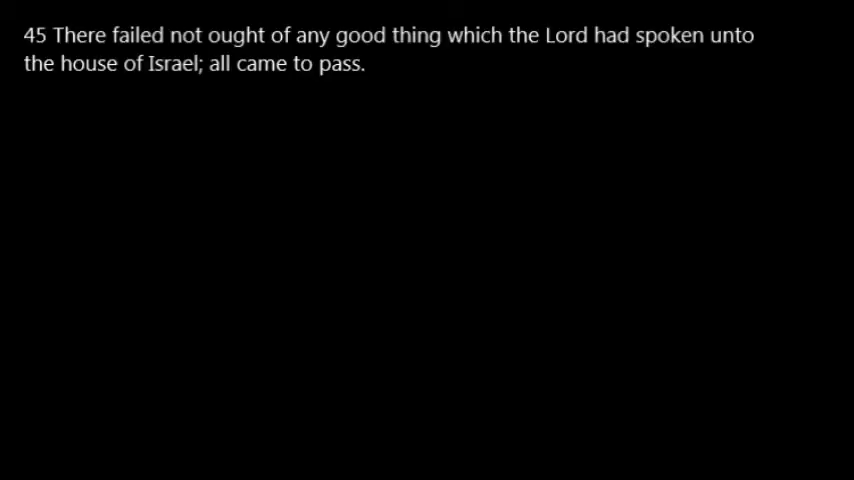 45 There failed not ought of any good thing which the Lord had spoken unto
the house of Israel; all came to pass.